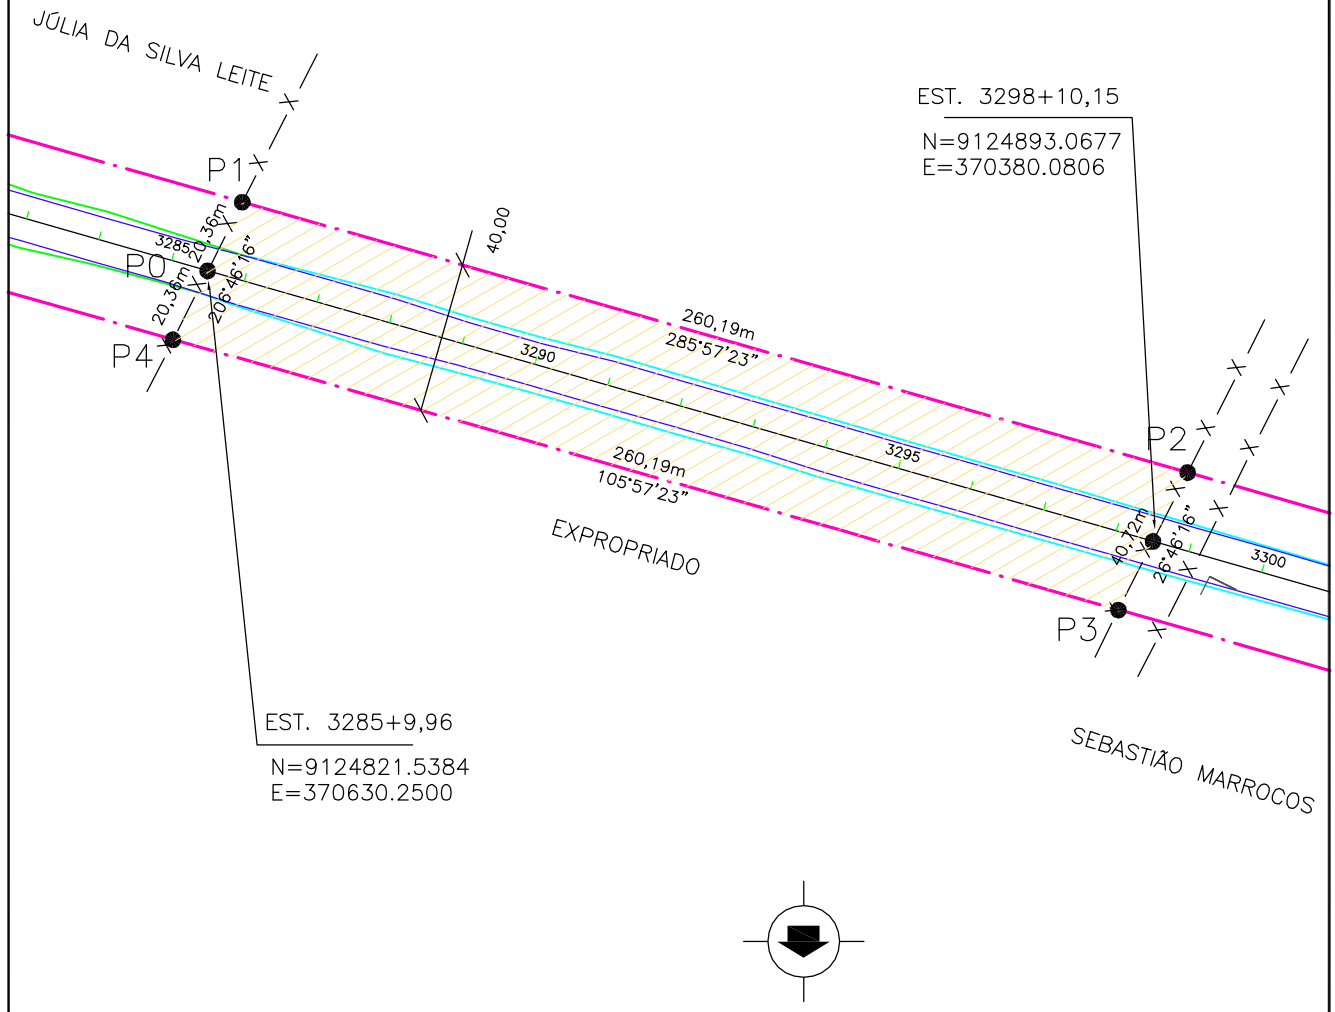 JÚLIA DA SILVA LEITE
EST. 3298+10,15
N=9124893.0677
E=370380.0806
P1
20,36m
3285
P0
206°46'16"
20,36m
P4
40,00
260,19m
285°57'23"
3290
3295
260,19m
105°57'23"
EXPROPRIADO
P2
40,72m
26°46'16"
3300
P3
EST. 3285+9,96
N=9124821.5384
E=370630.2500
SEBASTIÃO MARROCOS